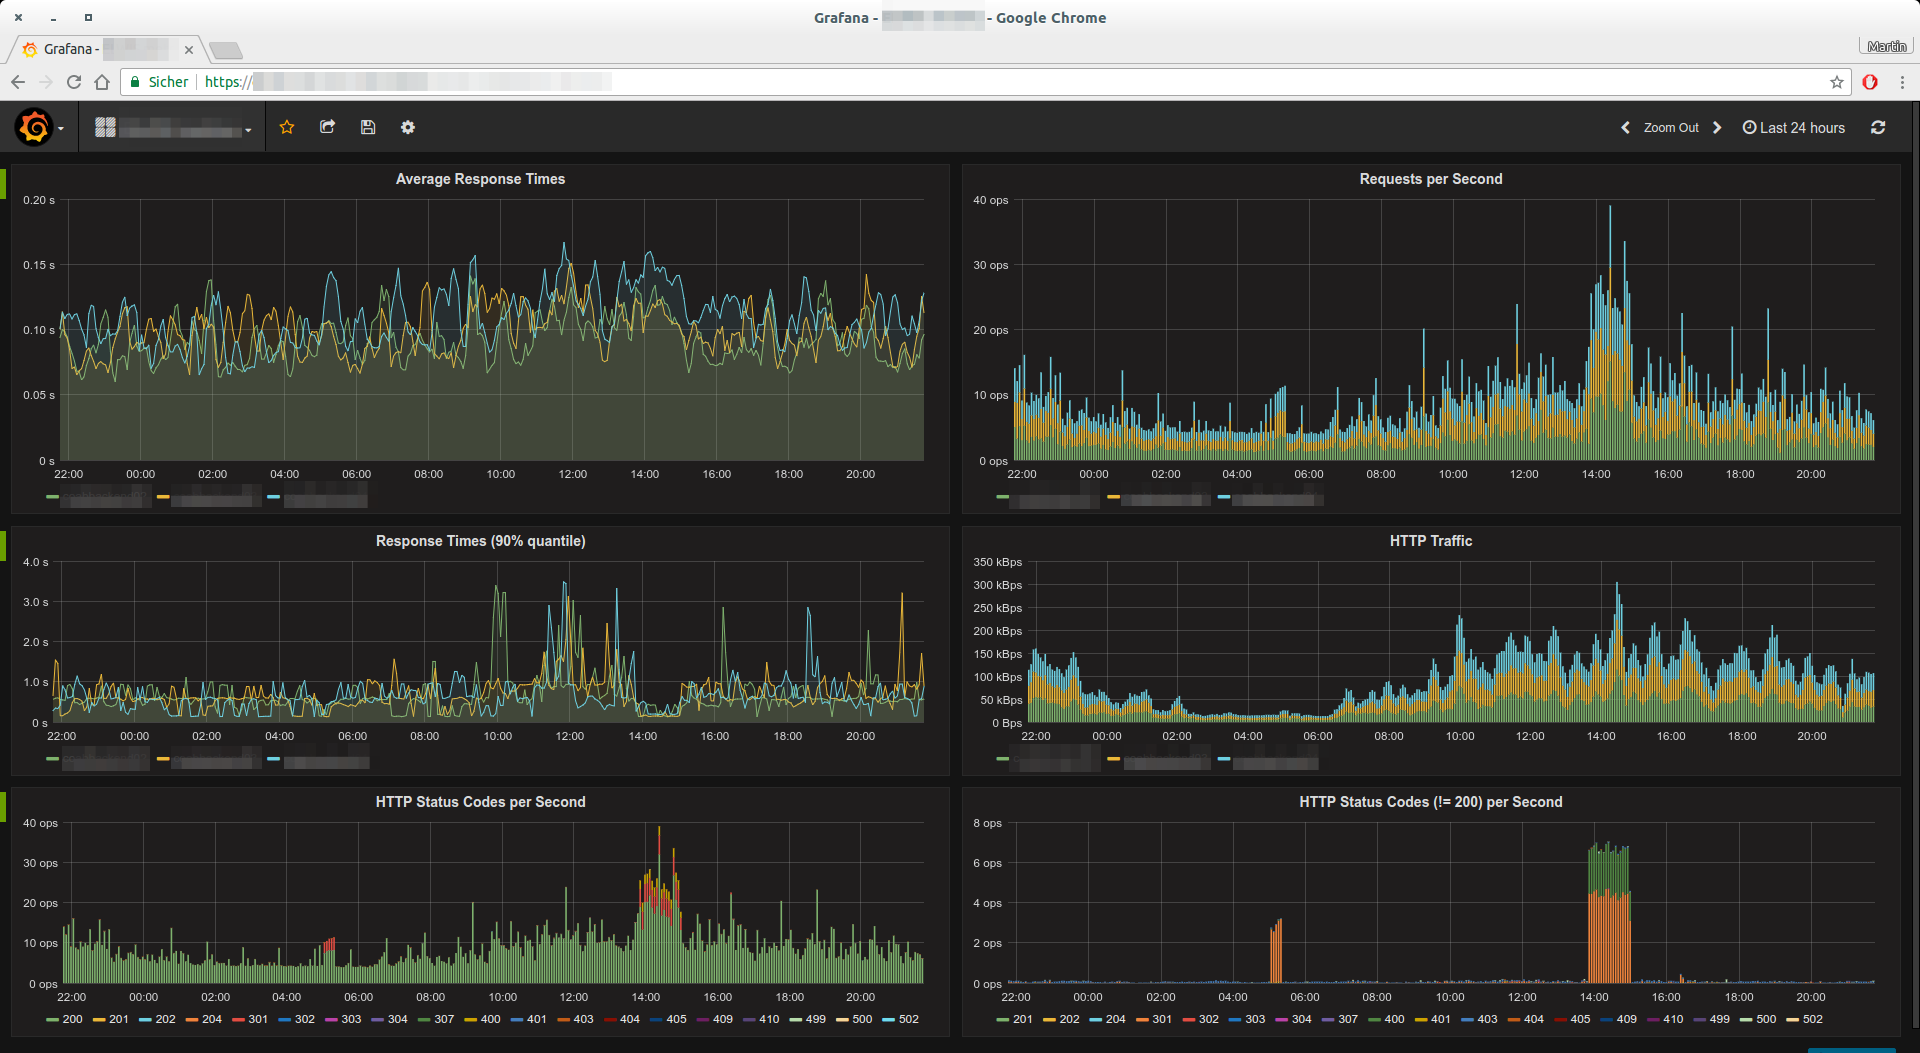 Grafana - - Google Chrome
Grafana -
Martin
Sicher https://
Zoom Out Last 24 hours
Average Response Times
0.20 s
0.15 s
0.10 s
0.05 s
0 s
22:00 00:00 02:00 04:00 06:00 08:00 10:00 12:00 14:00 16:00 18:00 20:00
Requests per Second
40 ops
30 ops
20 ops
10 ops
0 ops
22:00 00:00 02:00 04:00 06:00 08:00 10:00 12:00 14:00 16:00 18:00 20:00
Response Times (90% quantile)
4.0 s
3.0 s
2.0 s
1.0 s
0 s
22:00 00:00 02:00 04:00 06:00 08:00 10:00 12:00 14:00 16:00 18:00 20:00
HTTP Traffic
350 kBps
300 kBps
250 kBps
200 kBps
150 kBps
100 kBps
50 kBps
0 Bps
22:00 00:00 02:00 04:00 06:00 08:00 10:00 12:00 14:00 16:00 18:00 20:00
HTTP Status Codes per Second
40 ops
30 ops
20 ops
10 ops
0 ops
22:00 00:00 02:00 04:00 06:00 08:00 10:00 12:00 14:00 16:00 18:00 20:00
200 201 202 204 301 302 303 304 307 400 401 403 404 405 409 410 499 500 502
HTTP Status Codes (!= 200) per Second
8 ops
6 ops
4 ops
2 ops
0 ops
22:00 00:00 02:00 04:00 06:00 08:00 10:00 12:00 14:00 16:00 18:00 20:00
201 202 204 301 302 303 304 307 400 401 403 404 405 409 410 499 500 502